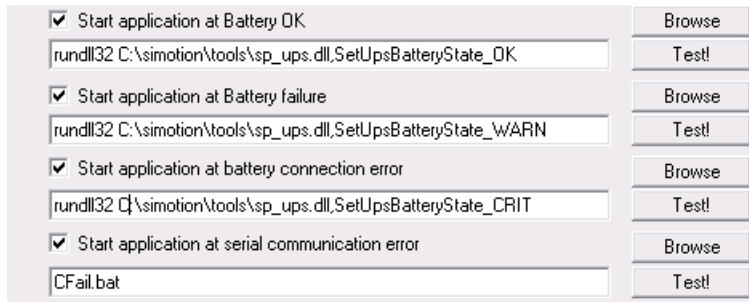 Start application at Battery OK Browse
rundll32 C:\simotion\tools\sp_ups.dll,SetUpsBatteryState_OK Test!
Start application at Battery failure Browse
rundll32 C:\simotion\tools\sp_ups.dll,SetUpsBatteryState_WARN Test!
Start application at battery connection error Browse
rundll32 C:\simotion\tools\sp_ups.dll,SetUpsBatteryState_CRIT Test!
Start application at serial communication error Browse
CFail.bat Test!